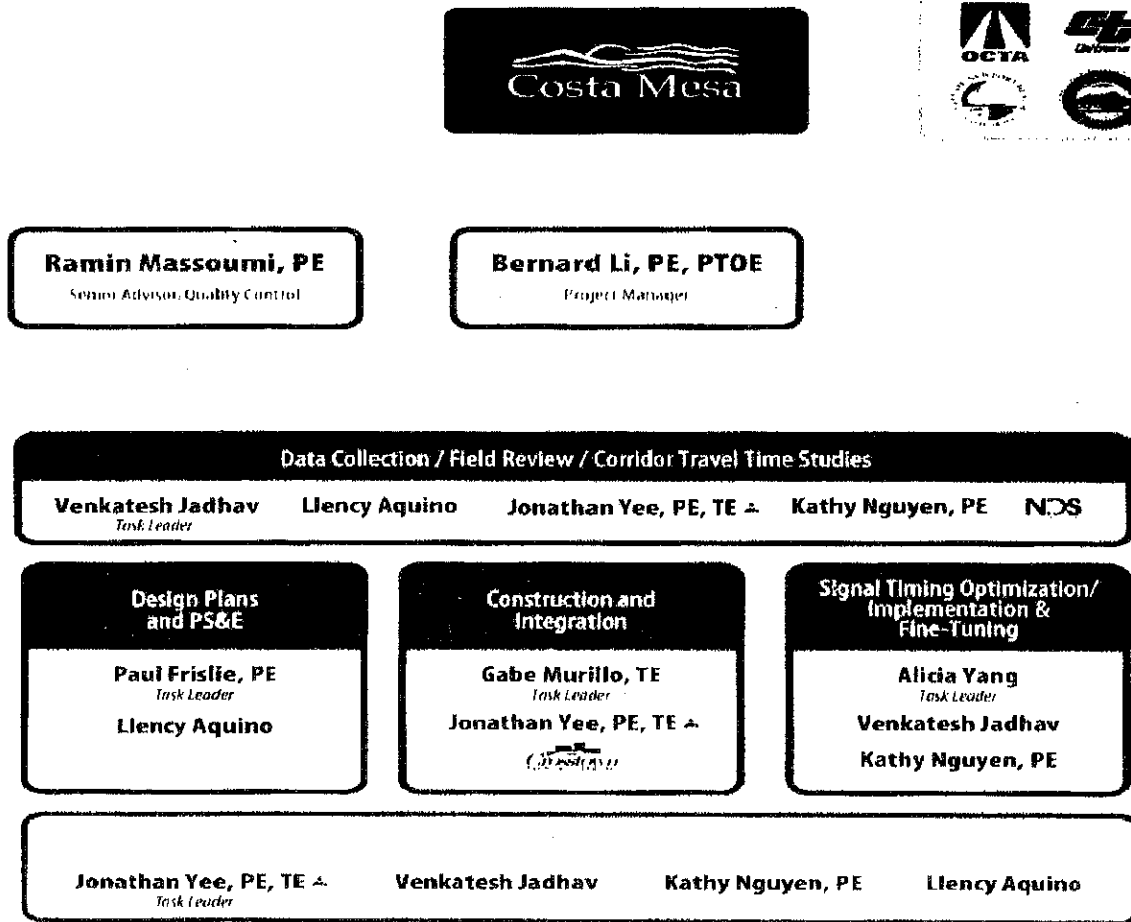 Costa Mesa
OCTA
Ramin Massoumi, PE
Senior Advisor, Quality Control
Bernard Li, PE, PTOE
Project Manager
Data Collection / Field Review / Corridor Travel Time Studies
Venkatesh Jadhav Llency Aquino Jonathan Yee, PE, TE Kathy Nguyen, PE NDS
Task Leader
Design Plans
and PS&E
Paul Frislie, PE
Task Leader
Llency Aquino
Construction and
Integration
Gabe Murillo, TE
Task Leader
Jonathan Yee, PE, TE
Crosstown
Signal Timing Optimization/
Implementation &
Fine-Tuning
Alicia Yang
Task Leader
Venkatesh Jadhav
Kathy Nguyen, PE
Jonathan Yee, PE, TE Venkatesh Jadhav Kathy Nguyen, PE Llency Aquino
Task Leader